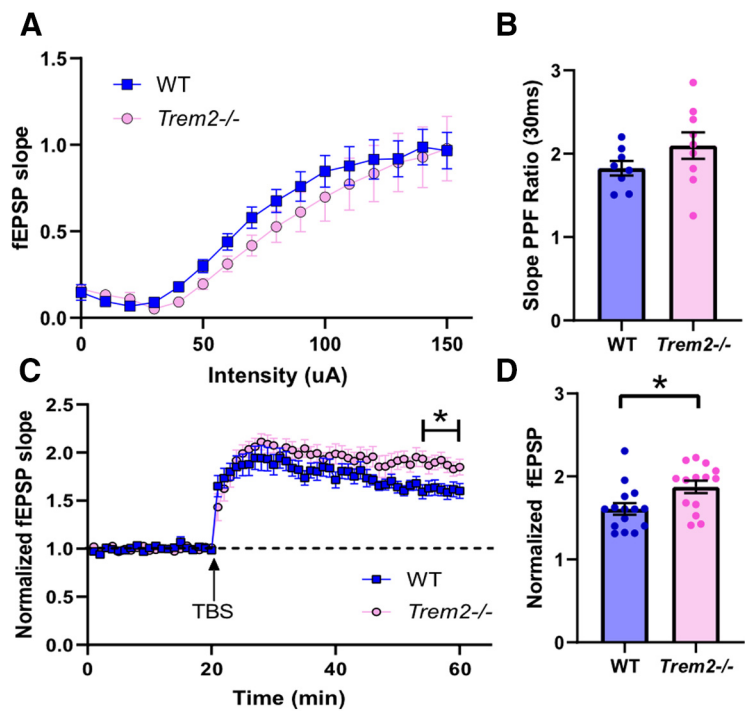 A
fEPSP slope
1.5
1.0
0.5
0.0
WT
Trem2-/-
0
50
100
150
Intensity (uA)
B
Slope PPF Ratio (30ms)
3
2
1
0
WT
Trem2-/-
C
Normalized fEPSP slope
2.5
2.0
1.5
1.0
0.5
0.0
*
TBS
WT
Trem2-/-
0
20
40
60
Time (min)
D
Normalized fEPSP
3
2
1
0
*
WT
Trem2-/-